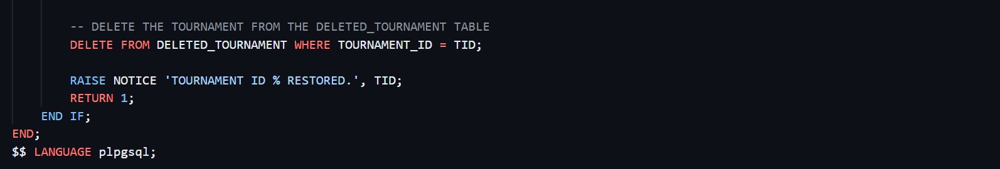 -- DELETE THE TOURNAMENT FROM THE DELETED_TOURNAMENT TABLE
DELETE FROM DELETED_TOURNAMENT WHERE TOURNAMENT_ID = TID;
RAISE NOTICE 'TOURNAMENT ID % RESTORED.', TID;
RETURN 1;
END IF;
END;
$$ LANGUAGE plpgsql;